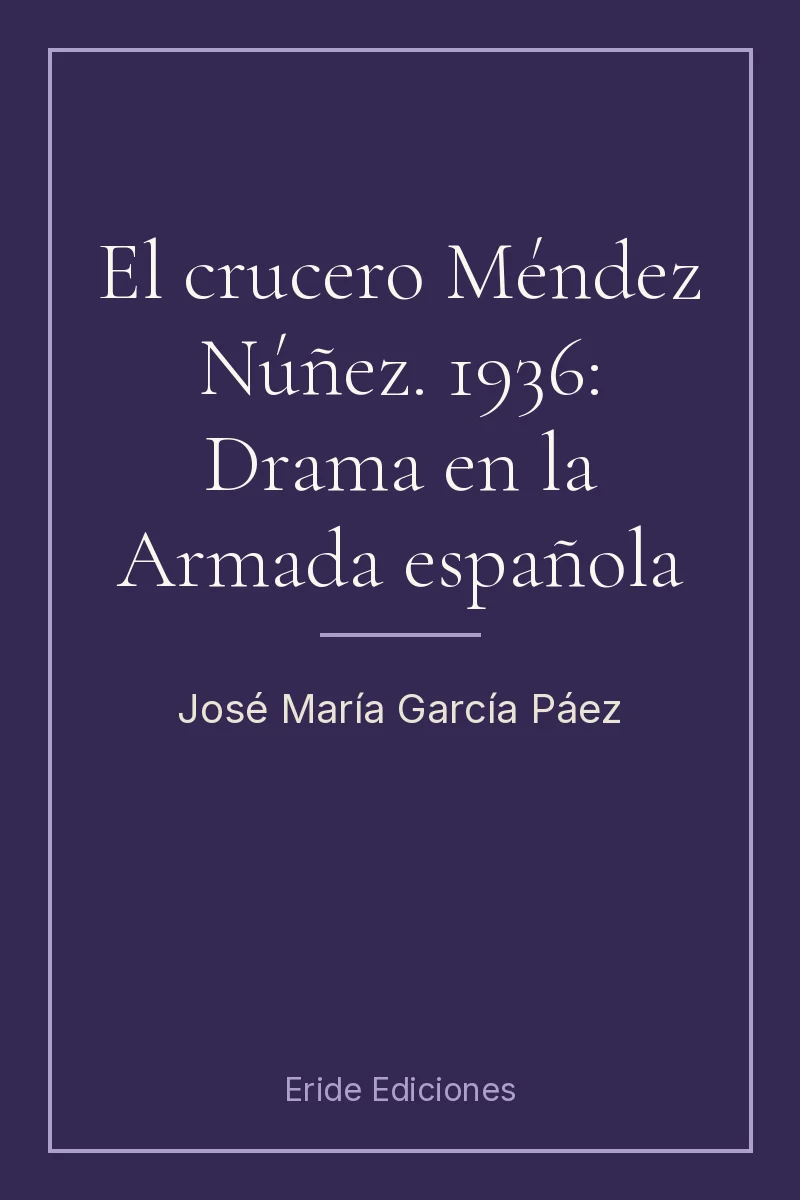 El crucero Méndez
Núñez. 1936:
Drama en la
Armada española
José María García Páez
Eride Ediciones